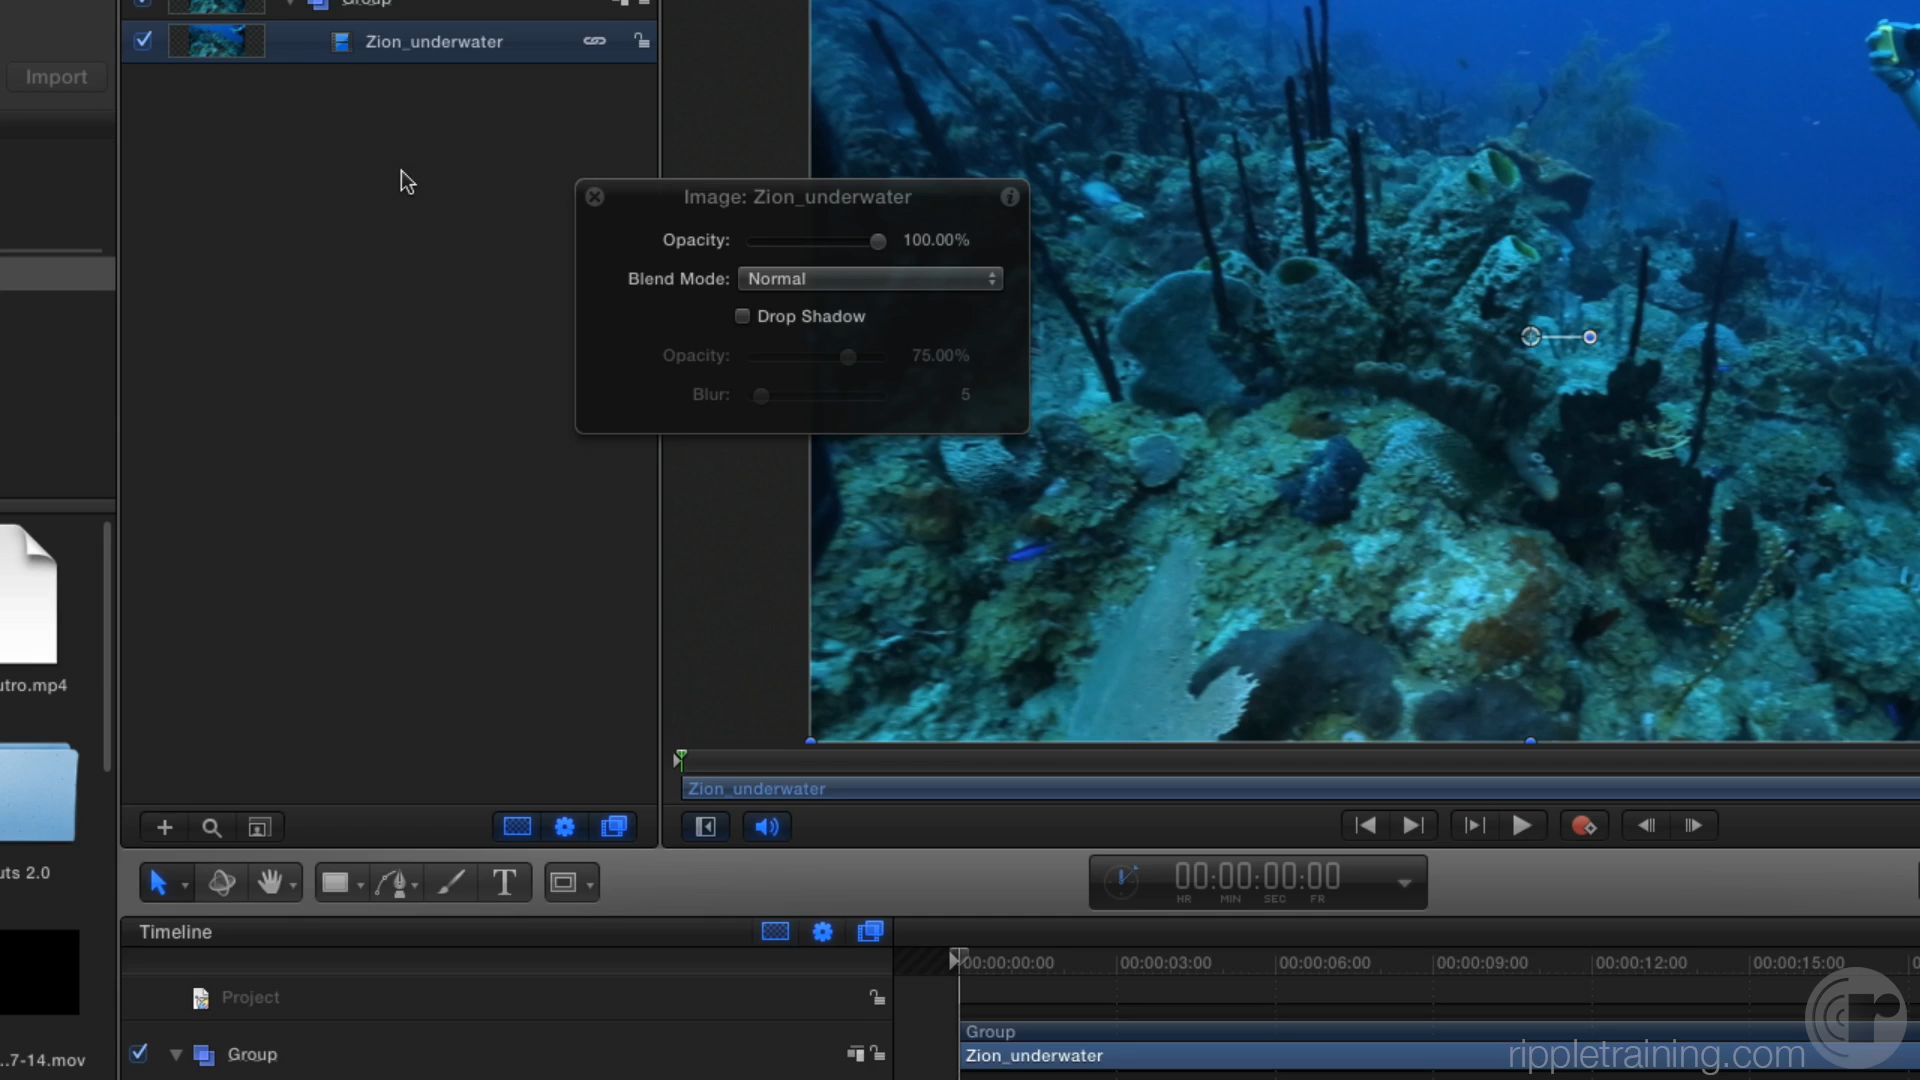 Group
Zion_underwater
Import
Image: Zion_underwater
Opacity: 100.00%
Blend Mode: Normal
Drop Shadow
Opacity: 75.00%
Blur: 5
utro.mp4
Zion_underwater
uts 2.0
00:00:00:00
HR MIN SEC FR
Timeline
00:00:00:00 00:00:03:00 00:00:06:00 00:00:09:00 00:00:12:00 00:00:15:00
Project
Group
Group
Zion_underwater
..7-14.mov
rippletraining.com